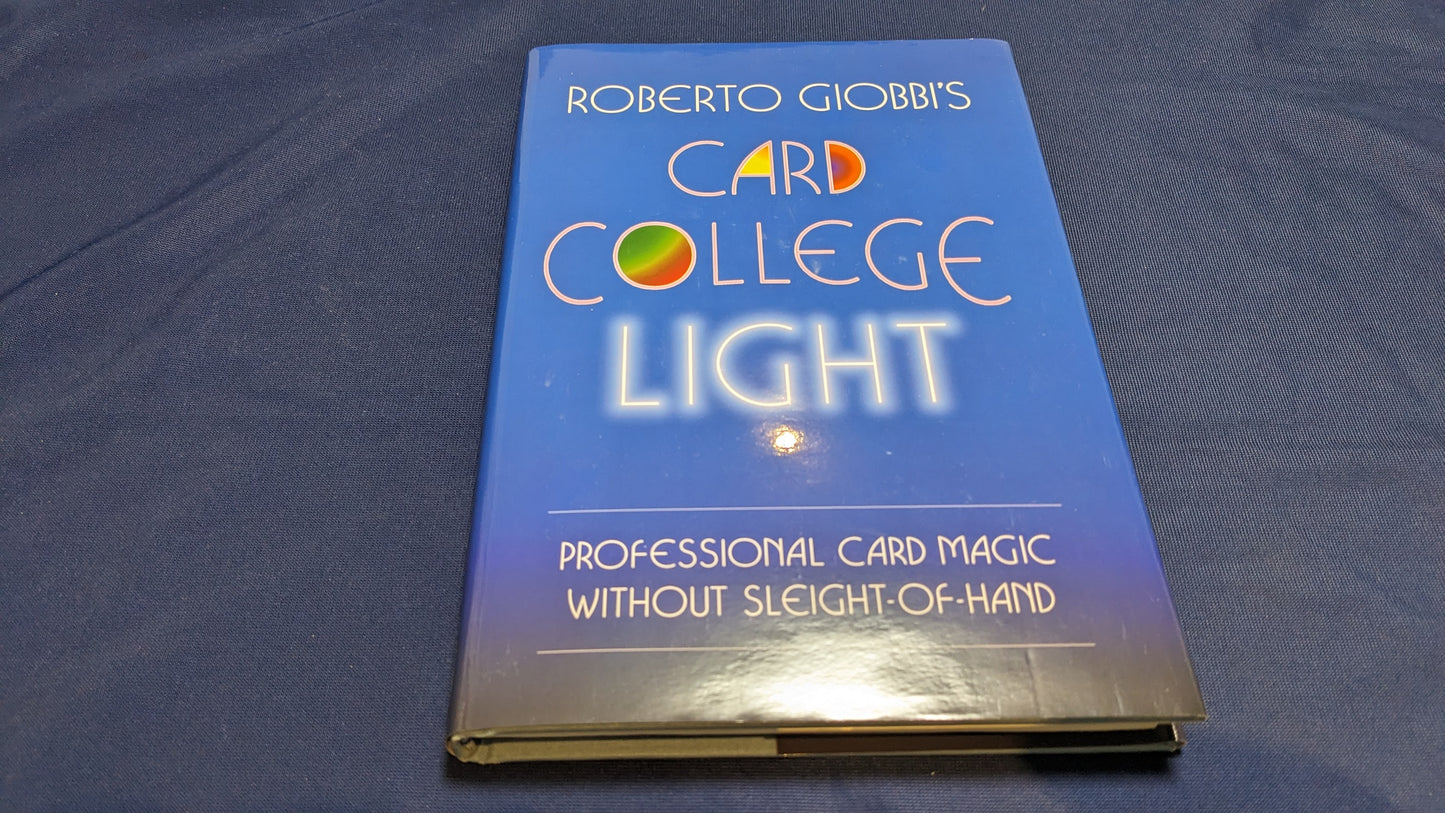 ROBERTO GIOBBI'S
CARD
COLLEGE
LIGHT
PROFESSIONAL CARD MAGIC
WITHOUT SLEIGHT-OF-HAND